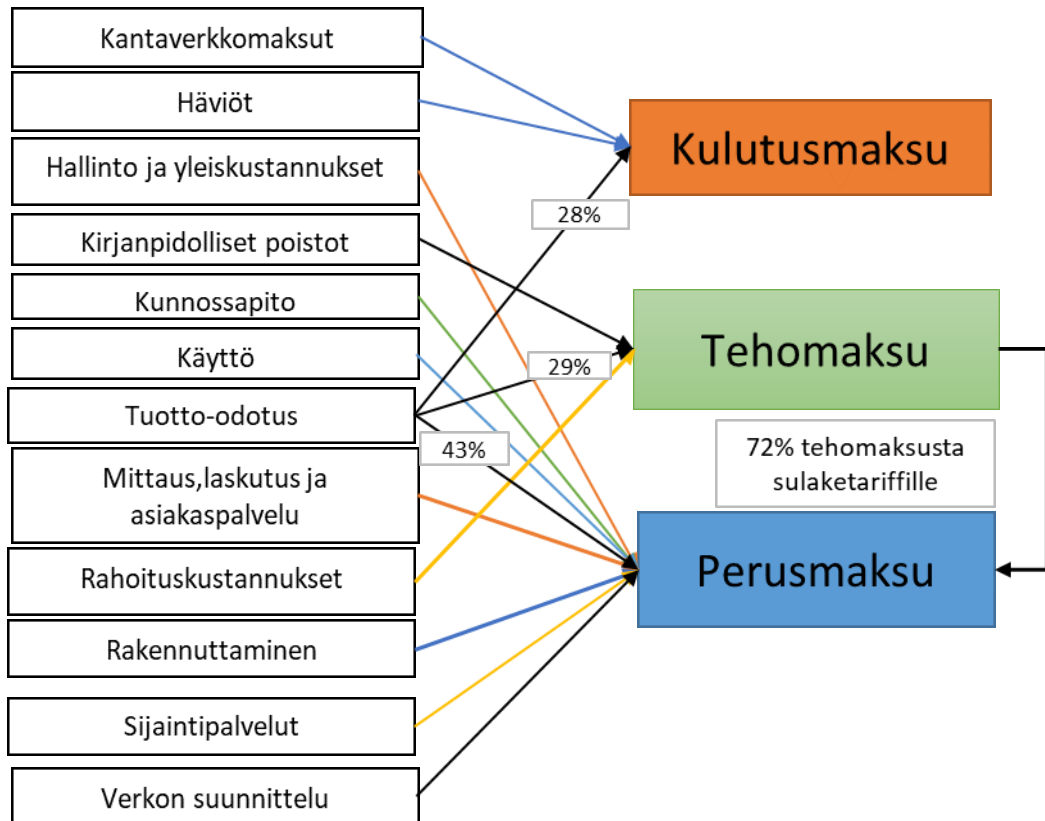 Kantaverkkomaksut
Häviöt
Hallinto ja yleiskustannukset
Kirjanpidolliset poistot
Kunnossapito
Käyttö
Tuotto-odotus
Mittaus,laskutus ja
asiakaspalvelu
Rahoituskustannukset
Rakennuttaminen
Sijaintipalvelut
Verkon suunnittelu
28%
29%
43%
Kulutusmaksu
Tehomaksu
72% tehomaksusta
sulaketariffille
Perusmaksu